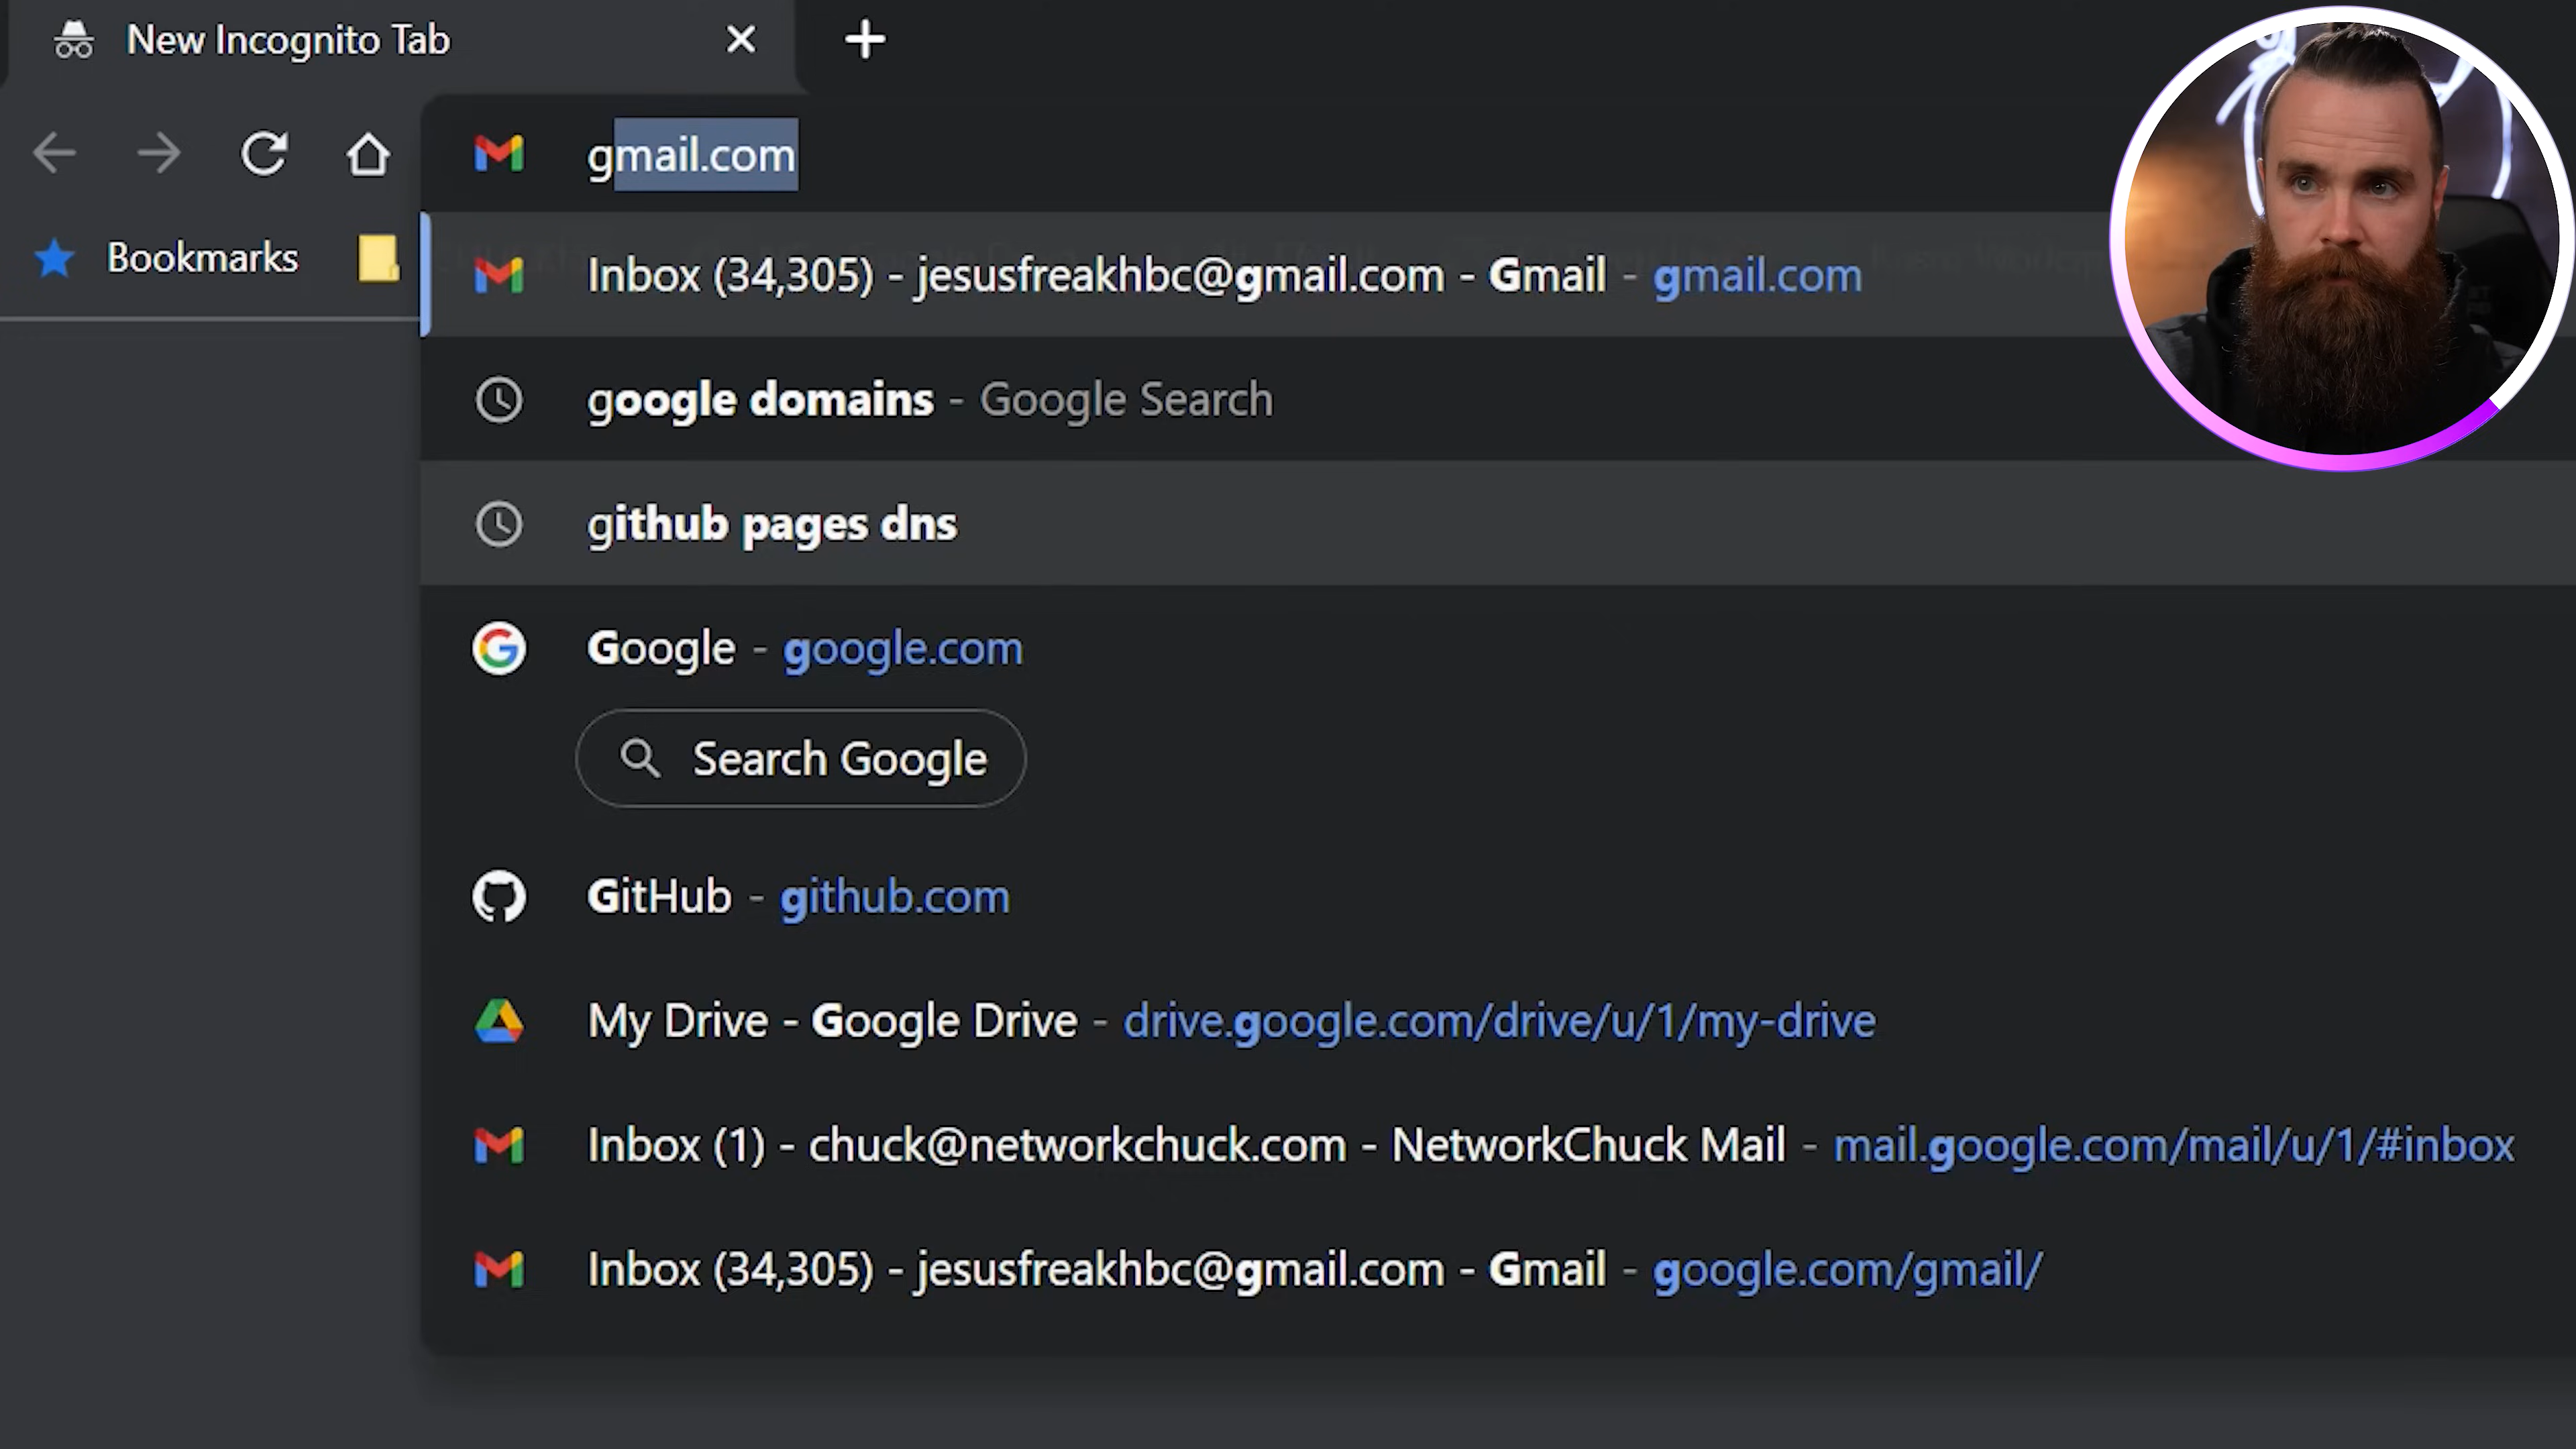 New Incognito Tab
gmail.com
Bookmarks
Inbox (34,305) - jesusfreakhbc@gmail.com - Gmail - gmail.com
google domains - Google Search
github pages dns
Google - google.com
Search Google
GitHub - github.com
My Drive - Google Drive - drive.google.com/drive/u/1/my-drive
Inbox (1) - chuck@networkchuck.com - NetworkChuck Mail - mail.google.com/mail/u/1/#inbox
Inbox (34,305) - jesusfreakhbc@gmail.com - Gmail - google.com/gmail/